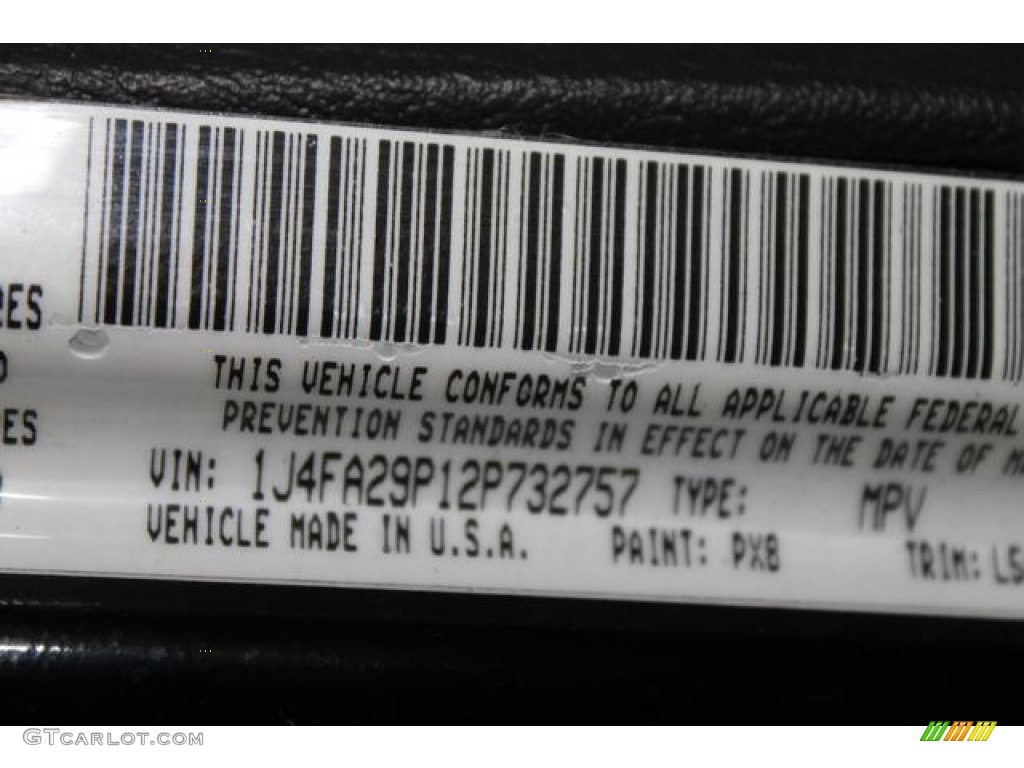 ES
THIS VEHICLE CONFORMS TO ALL APPLICABLE FEDERAL
ES
PREVENTION STANDARDS IN EFFECT ON THE DATE OF
VIN: 1J4FA29P12P732757 TYPE: MPV
VEHICLE MADE IN U.S.A. PAINT: PXB TRIM: LS
GTCARLOT.COM